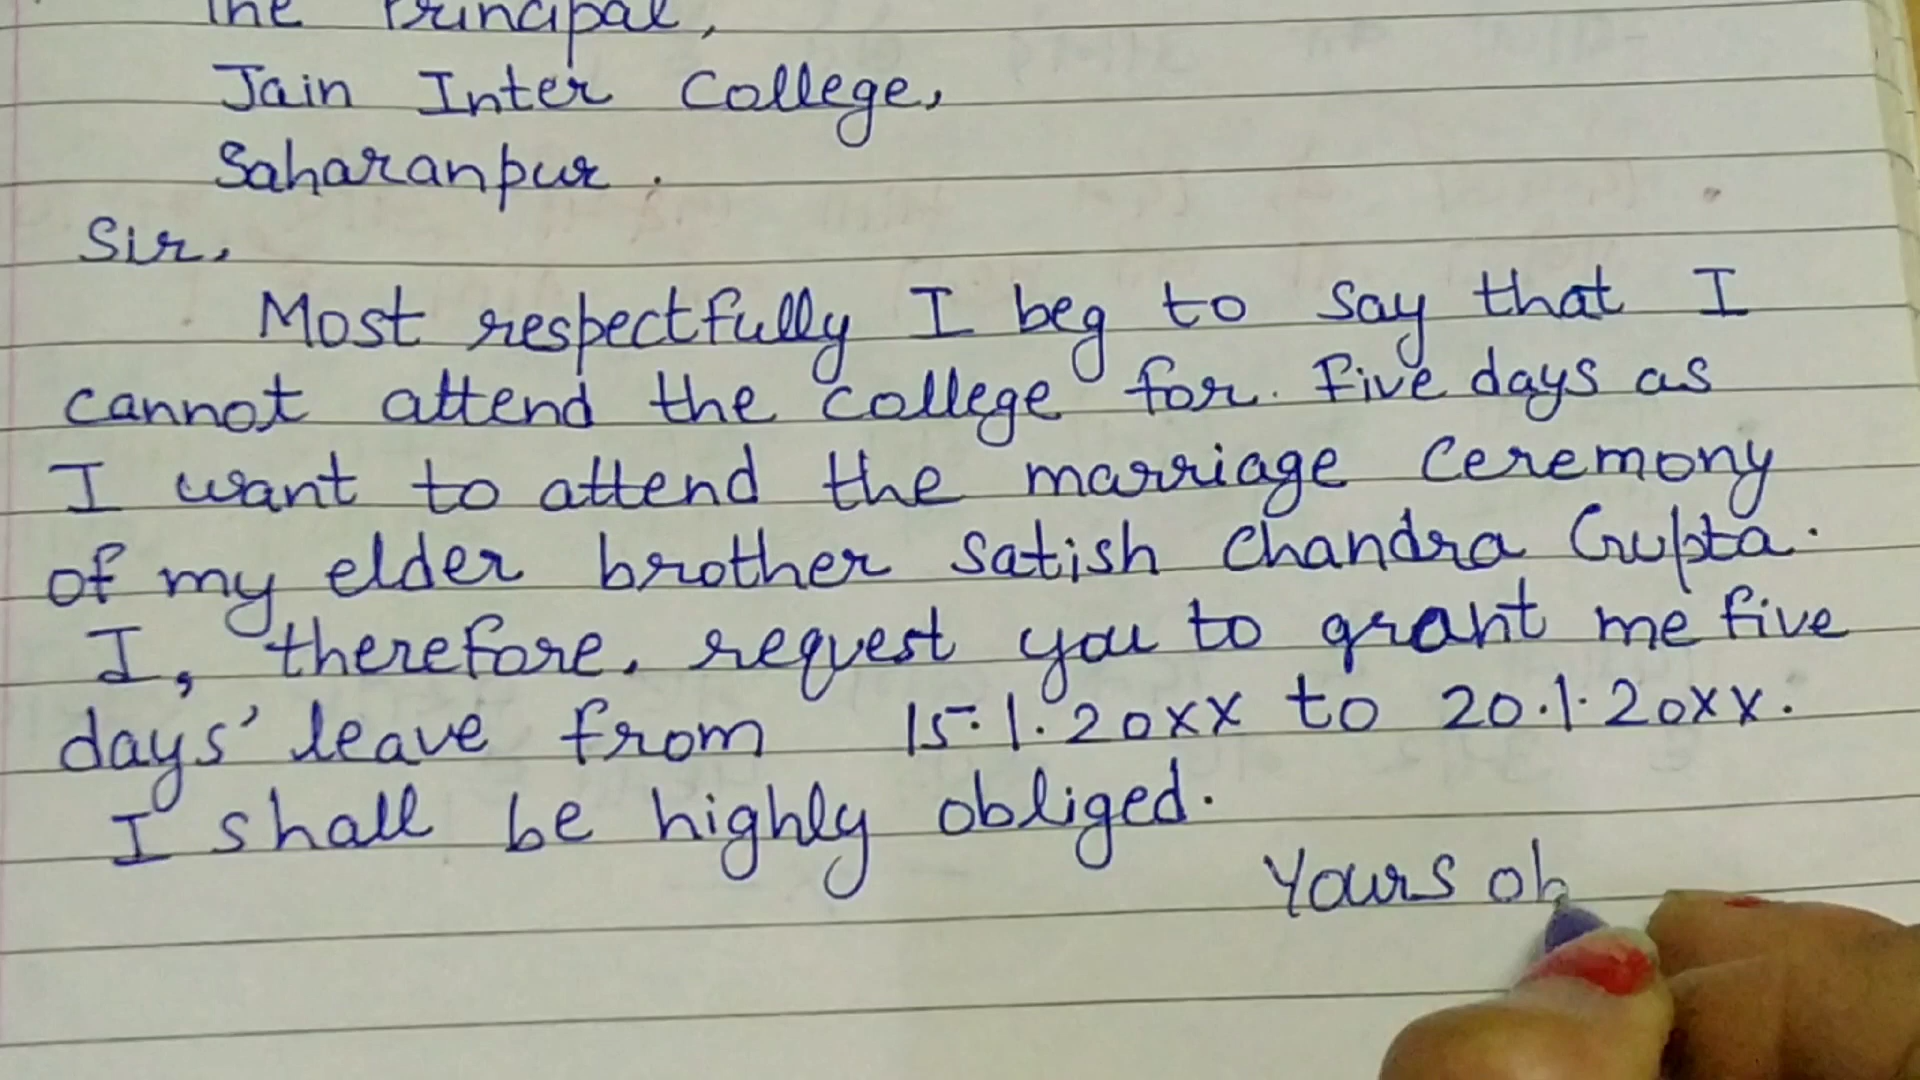 The Principal,
Jain Inter College,
Saharanpur.
Sir,
Most respectfully I beg to say that I
cannot attend the college for. Five days as
I want to attend the marriage ceremony
of my elder brother Satish Chandra Gupta.
I, therefore, request you to grant me five
days' leave from 15.1.20xx to 20.1.20xx.
I shall be highly obliged.
Yours ob